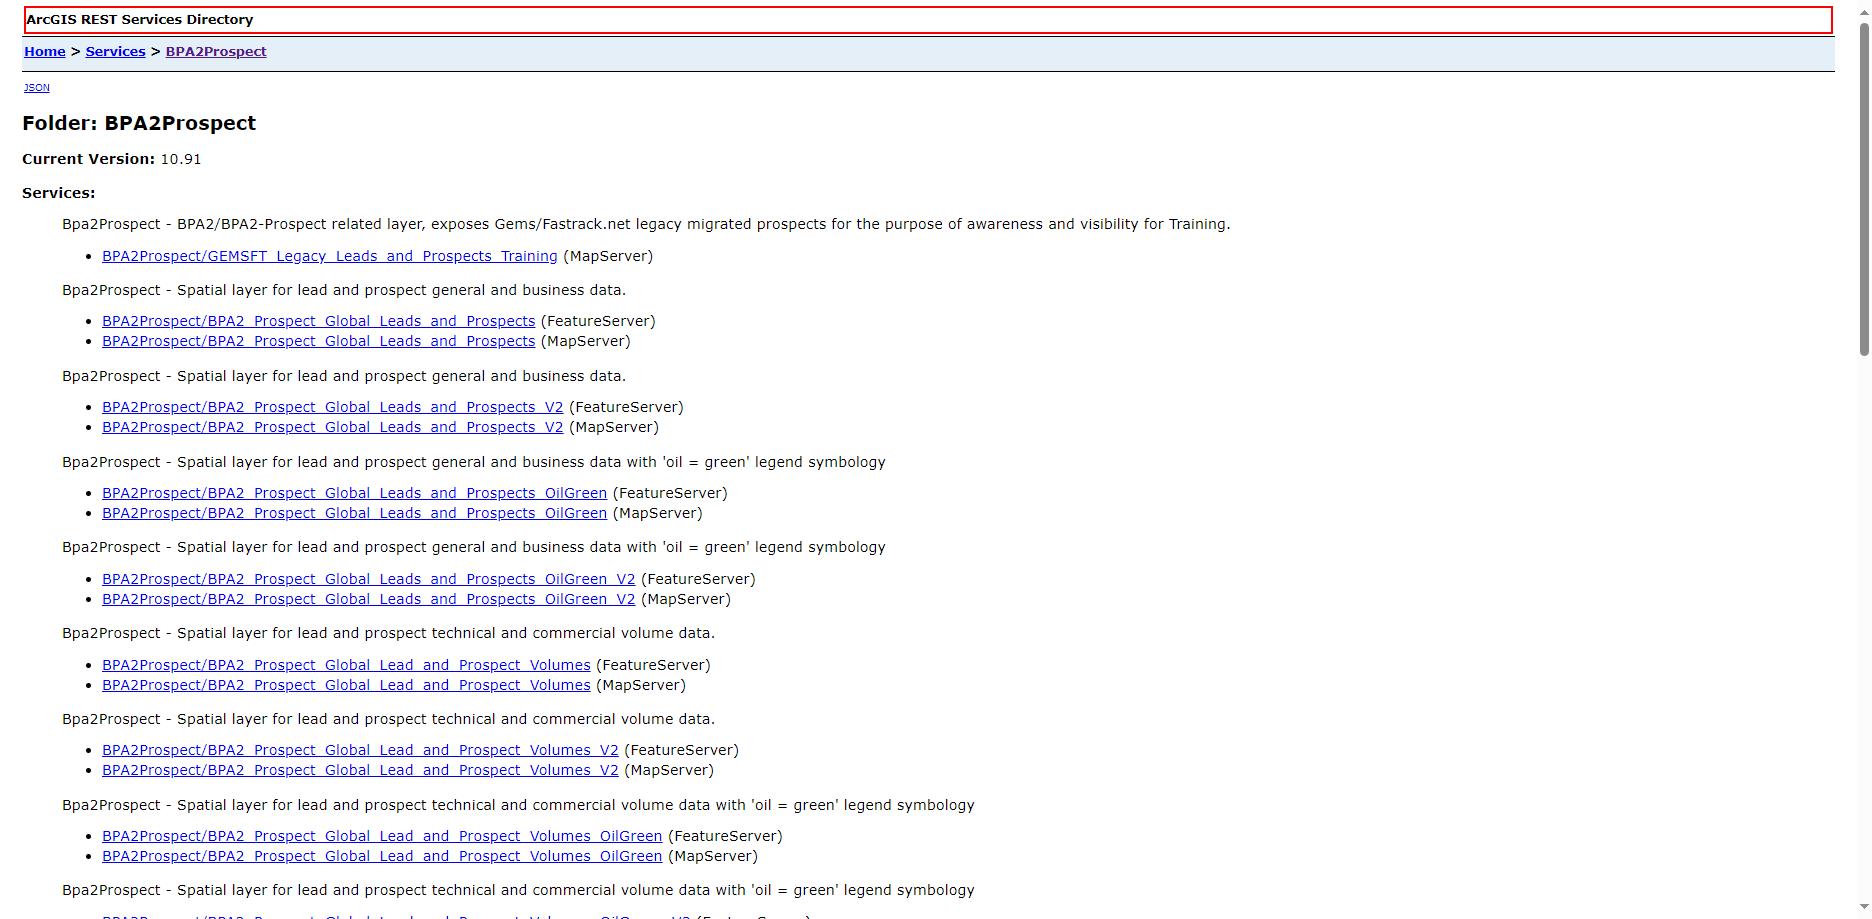 ArcGIS REST Services Directory
Home > Services > BPA2Prospect
JSON
Folder: BPA2Prospect
Current Version: 10.91
Services:
Bpa2Prospect - BPA2/BPA2-Prospect related layer, exposes Gems/Fastrack.net legacy migrated prospects for the purpose of awareness and visibility for Training.
• BPA2Prospect/GEMSFT_Legacy_Leads_and_Prospects_Training (MapServer)
Bpa2Prospect - Spatial layer for lead and prospect general and business data.
• BPA2Prospect/BPA2_Prospect_Global_Leads_and_Prospects (FeatureServer)
• BPA2Prospect/BPA2_Prospect_Global_Leads_and_Prospects (MapServer)
Bpa2Prospect - Spatial layer for lead and prospect general and business data.
• BPA2Prospect/BPA2_Prospect_Global_Leads_and_Prospects_V2 (FeatureServer)
• BPA2Prospect/BPA2_Prospect_Global_Leads_and_Prospects_V2 (MapServer)
Bpa2Prospect - Spatial layer for lead and prospect general and business data with 'oil = green' legend symbology
• BPA2Prospect/BPA2_Prospect_Global_Leads_and_Prospects_OilGreen (FeatureServer)
• BPA2Prospect/BPA2_Prospect_Global_Leads_and_Prospects_OilGreen (MapServer)
Bpa2Prospect - Spatial layer for lead and prospect general and business data with 'oil = green' legend symbology
• BPA2Prospect/BPA2_Prospect_Global_Leads_and_Prospects_OilGreen_V2 (FeatureServer)
• BPA2Prospect/BPA2_Prospect_Global_Leads_and_Prospects_OilGreen_V2 (MapServer)
Bpa2Prospect - Spatial layer for lead and prospect technical and commercial volume data.
• BPA2Prospect/BPA2_Prospect_Global_Lead_and_Prospect_Volumes (FeatureServer)
• BPA2Prospect/BPA2_Prospect_Global_Lead_and_Prospect_Volumes (MapServer)
Bpa2Prospect - Spatial layer for lead and prospect technical and commercial volume data.
• BPA2Prospect/BPA2_Prospect_Global_Lead_and_Prospect_Volumes_V2 (FeatureServer)
• BPA2Prospect/BPA2_Prospect_Global_Lead_and_Prospect_Volumes_V2 (MapServer)
Bpa2Prospect - Spatial layer for lead and prospect technical and commercial volume data with 'oil = green' legend symbology
• BPA2Prospect/BPA2_Prospect_Global_Lead_and_Prospect_Volumes_OilGreen (FeatureServer)
• BPA2Prospect/BPA2_Prospect_Global_Lead_and_Prospect_Volumes_OilGreen (MapServer)
Bpa2Prospect - Spatial layer for lead and prospect technical and commercial volume data with 'oil = green' legend symbology